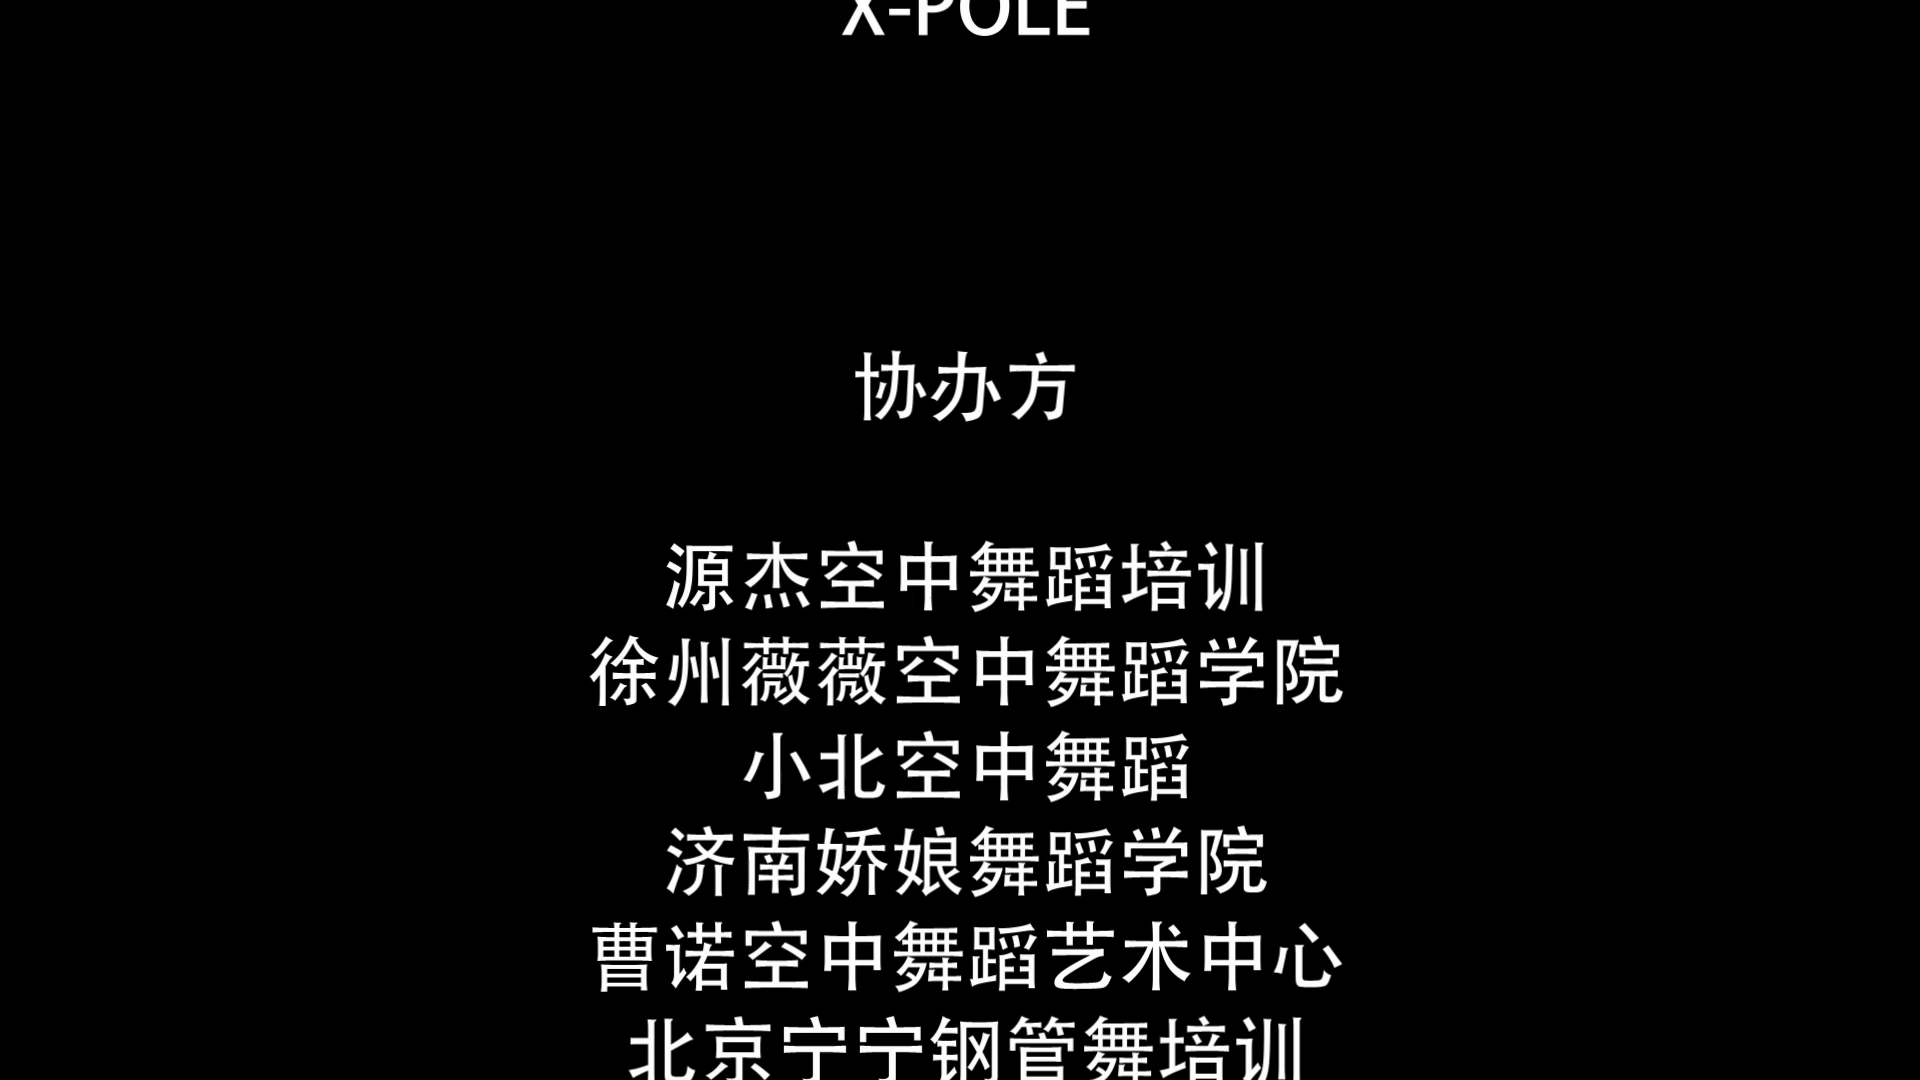 X-POLE
协办方
源杰空中舞蹈培训
徐州薇薇空中舞蹈学院
小北空中舞蹈
济南娇娘舞蹈学院
曹诺空中舞蹈艺术中心
北京宁宁钢管舞培训